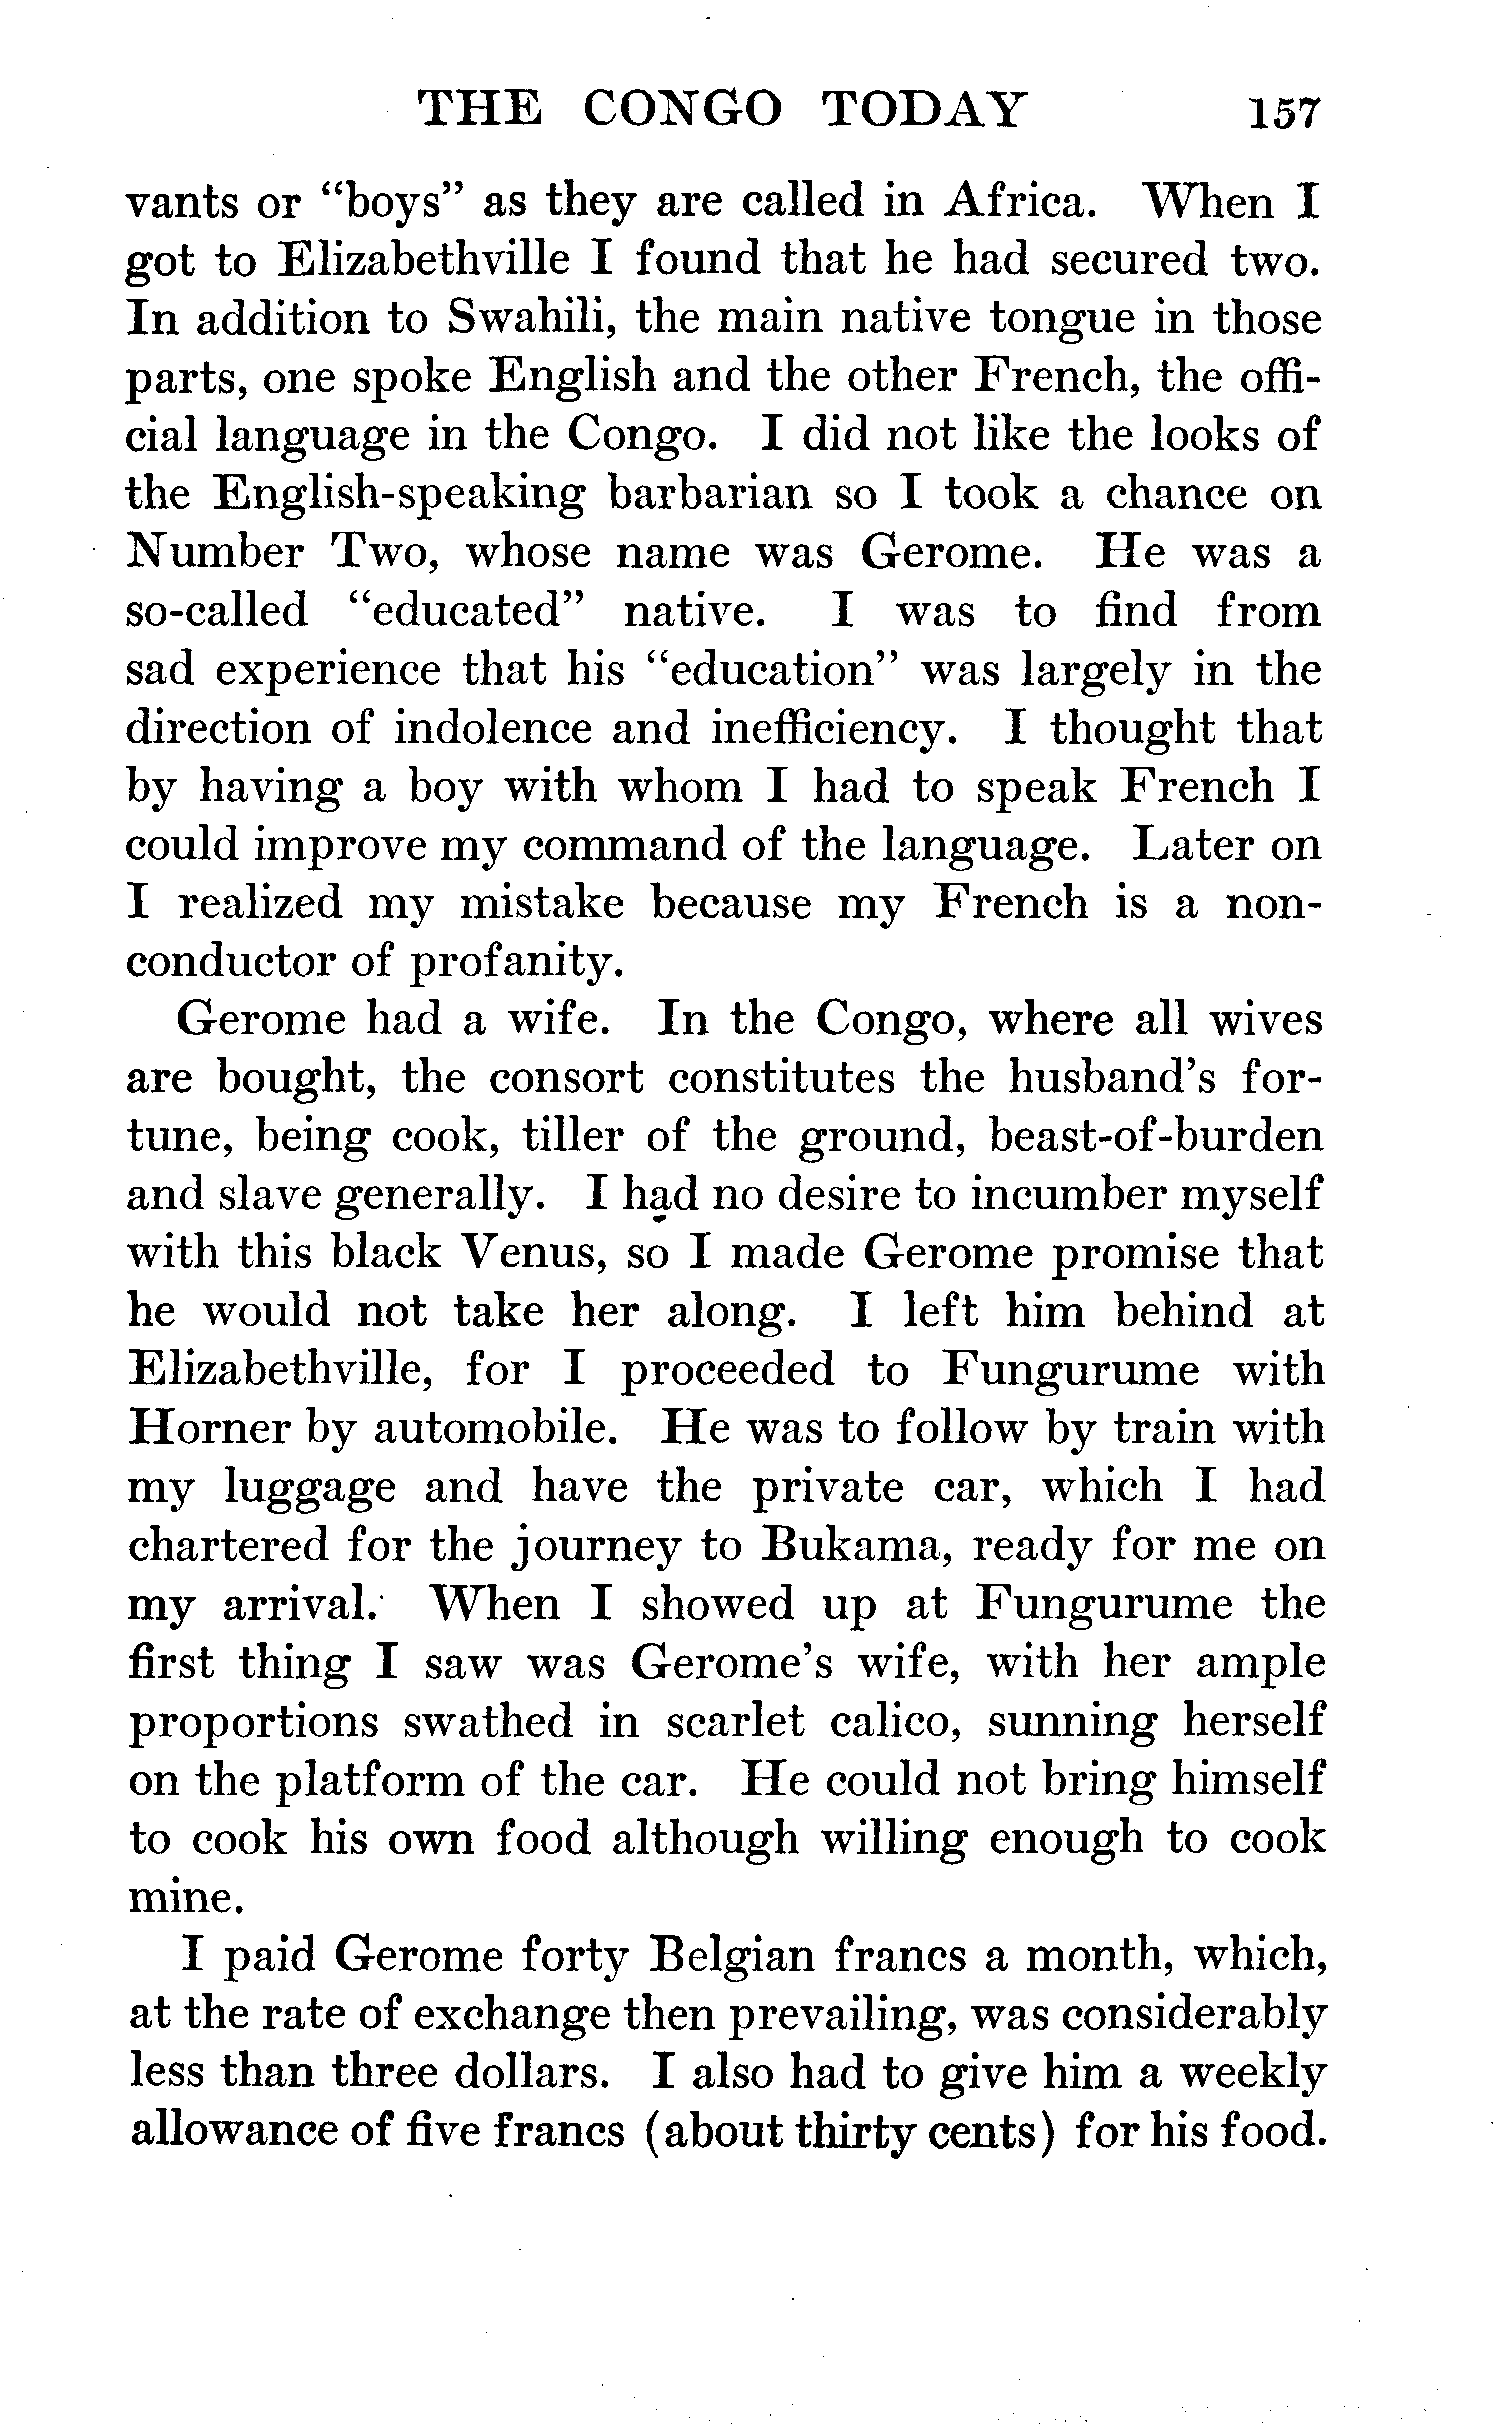 THE CONGO TODAY 157
vants or “boys” as they are called in Africa. When I
got to Elizabethville I found that he had secured two.
In addition to Swahili, the main native tongue in those
parts, one spoke English and the other French, the offi-
cial language in the Congo. I did not like the looks of
the English-speaking barbarian so I took a chance on
Number Two, whose name was Gerome. He was a
so-called “educated” native. I was to find from
sad experience that his “education” was largely in the
direction of indolence and inefficiency. I thought that
by having a boy with whom I had to speak French I
could improve my command of the language. Later on
I realized my mistake because my French is a non-
conductor of profanity.
Gerome had a wife. In the Congo, where all wives
are bought, the consort constitutes the husband's for-
tune, being cook, tiller of the ground, beast-of-burden
and slave generally. I had no desire to incumber myself
with this black Venus, so I made Gerome promise that
he would not take her along. I left him behind at
Elizabethville, for I proceeded to Fungurume with
Horner by automobile. He was to follow by train with
my luggage and have the private car, which I had
chartered for the journey to Bukama, ready for me on
my arrival. When I showed up at Fungurume the
first thing I saw was Gerome's wife, with her ample
proportions swathed in scarlet calico, sunning herself
on the platform of the car. He could not bring himself
to cook his own food although willing enough to cook
mine.
I paid Gerome forty Belgian francs a month, which,
at the rate of exchange then prevailing, was considerably
less than three dollars. I also had to give him a weekly
allowance of five francs (about thirty cents) for his food.